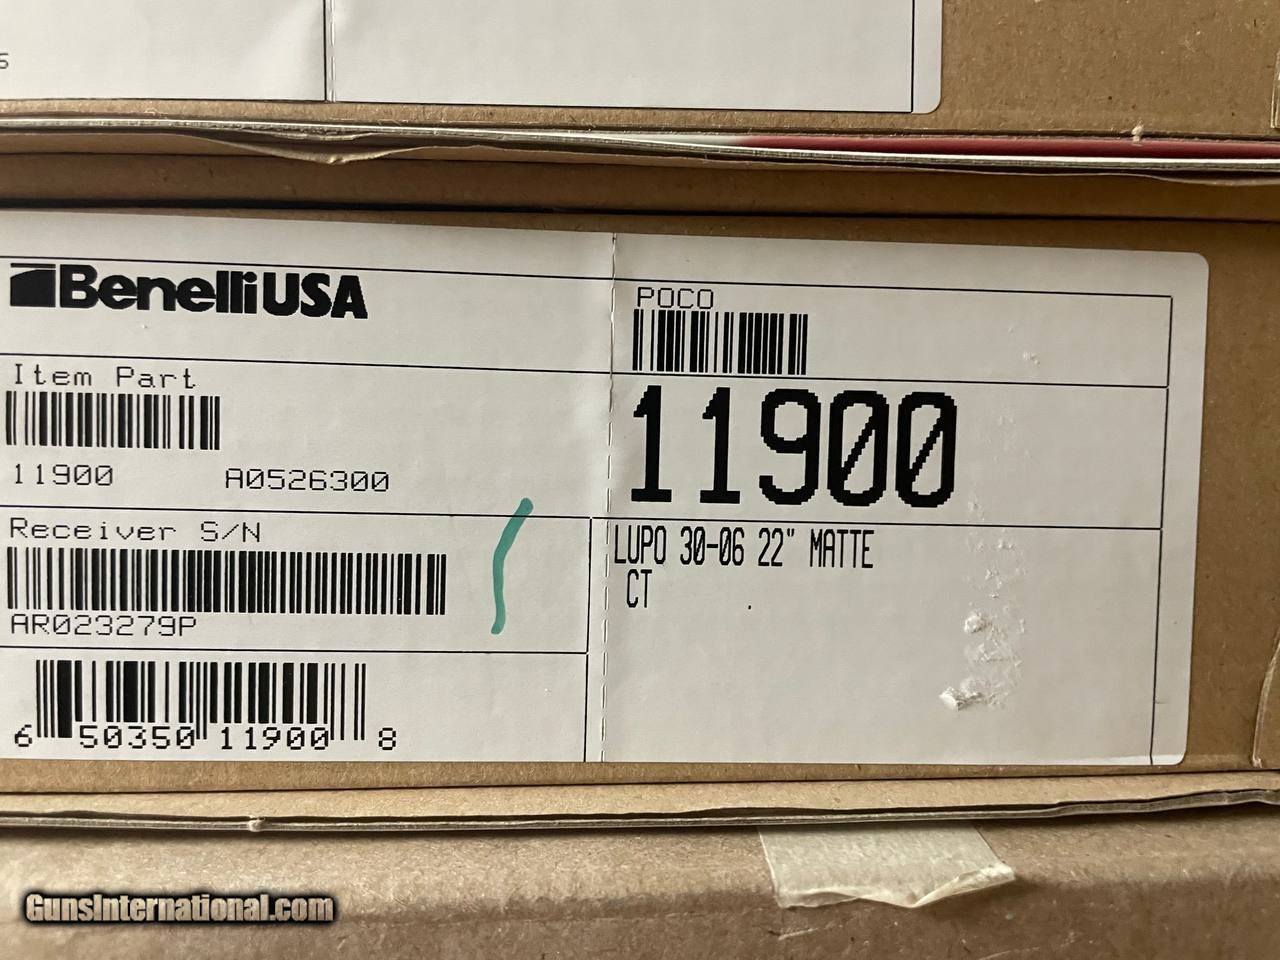 5
BenelliUSA
POCO
Item Part
11900 A0526300
11900
Receiver S/N
AR023279P
LUPO 30-06 22" MATTE
CT
6 50350 11900 8
GunsInternational.com